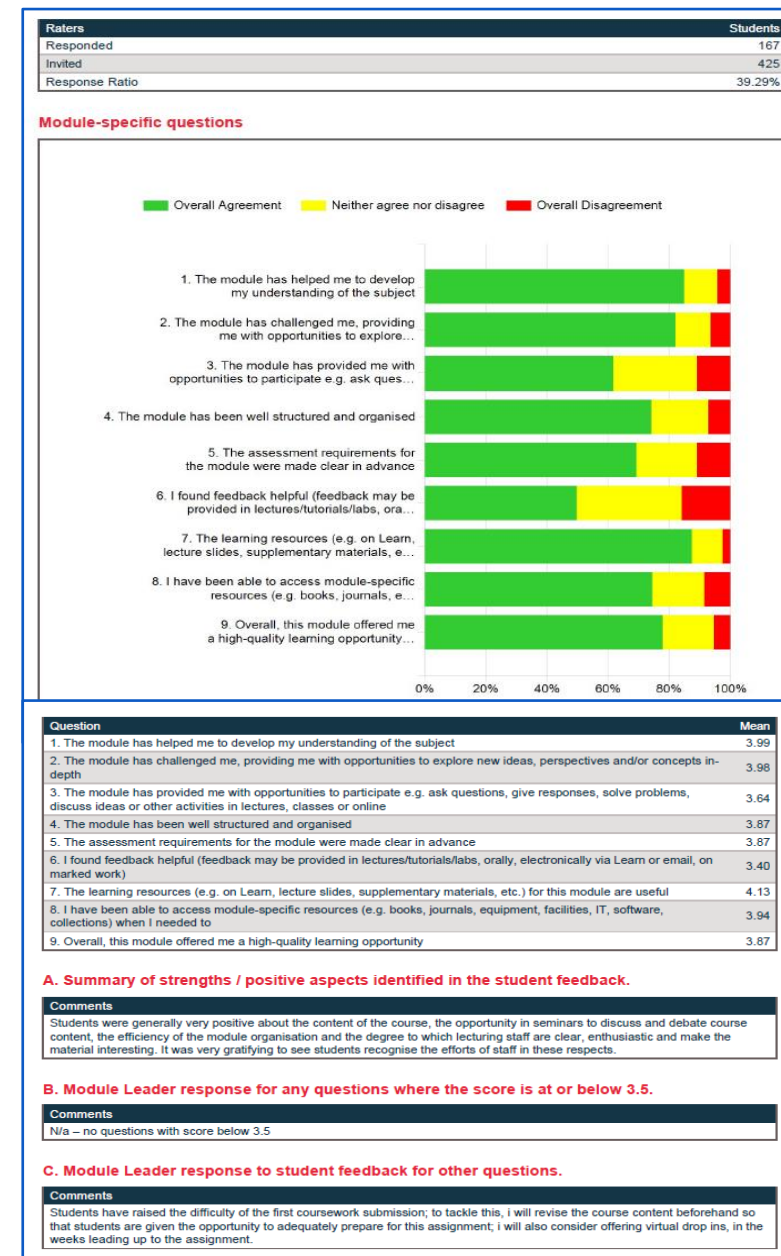 Raters Students
Responded 167
Invited 425
Response Ratio 39.29%
Module-specific questions
Overall Agreement Neither agree nor disagree Overall Disagreement
1. The module has helped me to develop
my understanding of the subject
2. The module has challenged me, providing
me with opportunities to explore...
3. The module has provided me with
opportunities to participate e.g. ask ques...
4. The module has been well structured and organised
5. The assessment requirements for
the module were made clear in advance
6. I found feedback helpful (feedback may be
provided in lectures/tutorials/labs, ora...
7. The learning resources (e.g. on Learn,
lecture slides, supplementary materials, e...
8. I have been able to access module-specific
resources (e.g. books, journals, e...
9. Overall, this module offered me
a high-quality learning opportunity...
0% 20% 40% 60% 80% 100%
Question Mean
1. The module has helped me to develop my understanding of the subject 3.99
2. The module has challenged me, providing me with opportunities to explore new ideas, perspectives and/or concepts in-
depth 3.98
3. The module has provided me with opportunities to participate e.g. ask questions, give responses, solve problems,
discuss ideas or other activities in lectures, classes or online 3.64
4. The module has been well structured and organised 3.87
5. The assessment requirements for the module were made clear in advance 3.87
6. I found feedback helpful (feedback may be provided in lectures/tutorials/labs, orally, electronically via Learn or email, on
marked work) 3.40
7. The learning resources (e.g. on Learn, lecture slides, supplementary materials, etc.) for this module are useful 4.13
8. I have been able to access module-specific resources (e.g. books, journals, equipment, facilities, IT, software,
collections) when I needed to 3.94
9. Overall, this module offered me a high-quality learning opportunity 3.87
A. Summary of strengths / positive aspects identified in the student feedback.
Comments
Students were generally very positive about the content of the course, the opportunity in seminars to discuss and debate course
content, the efficiency of the module organisation and the degree to which lecturing staff are clear, enthusiastic and make the
material interesting. It was very gratifying to see students recognise the efforts of staff in these respects.
B. Module Leader response for any questions where the score is at or below 3.5.
Comments
N/a – no questions with score below 3.5
C. Module Leader response to student feedback for other questions.
Comments
Students have raised the difficulty of the first coursework submission; to tackle this, i will revise the course content beforehand so
that students are given the opportunity to adequately prepare for this assignment; i will also consider offering virtual drop ins, in the
weeks leading up to the assignment.